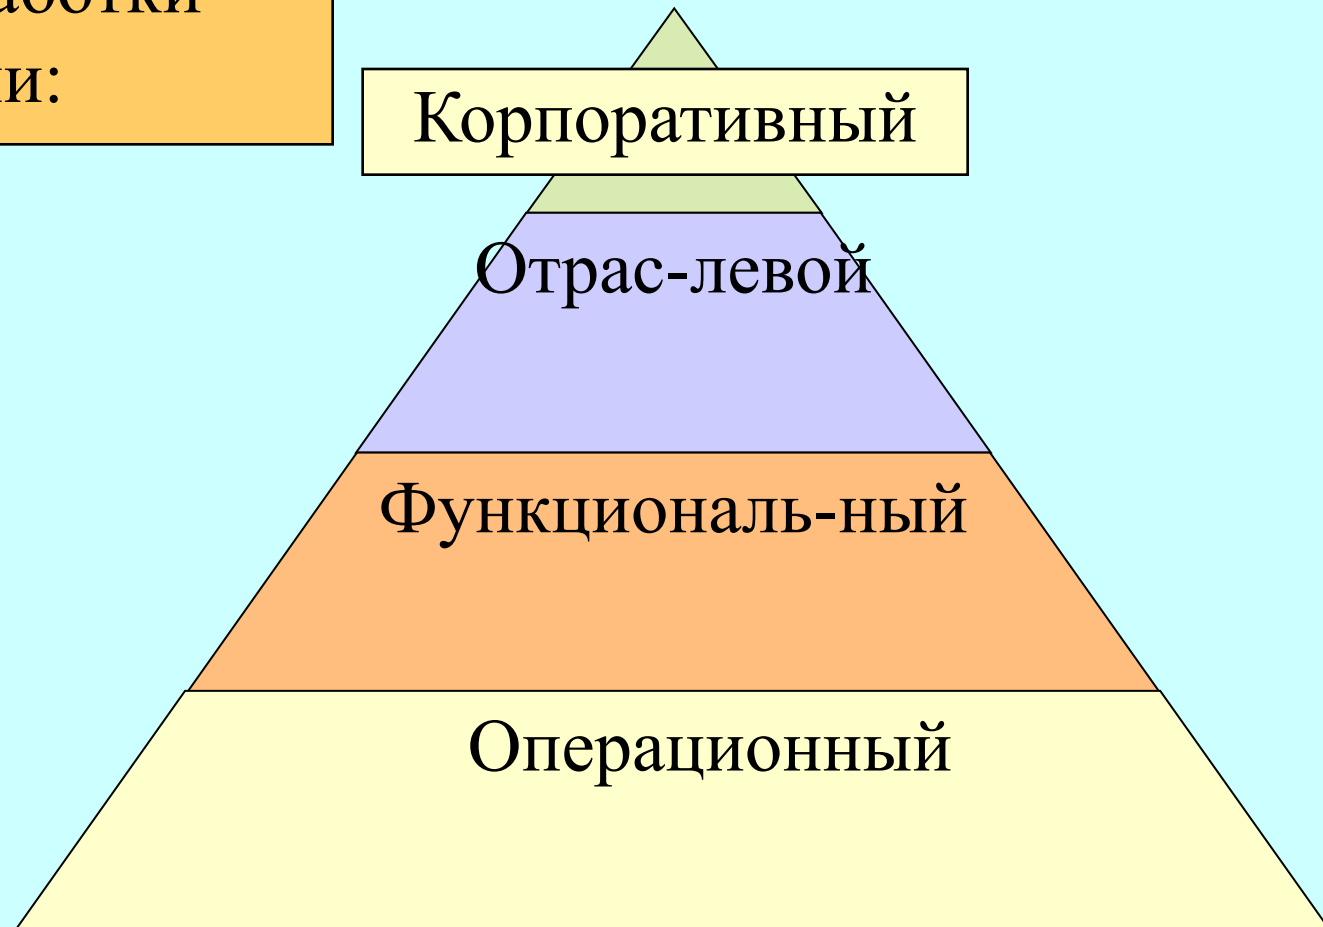 и:
Корпоративный
Отрас-левой
Функциональ-ный
Операционный